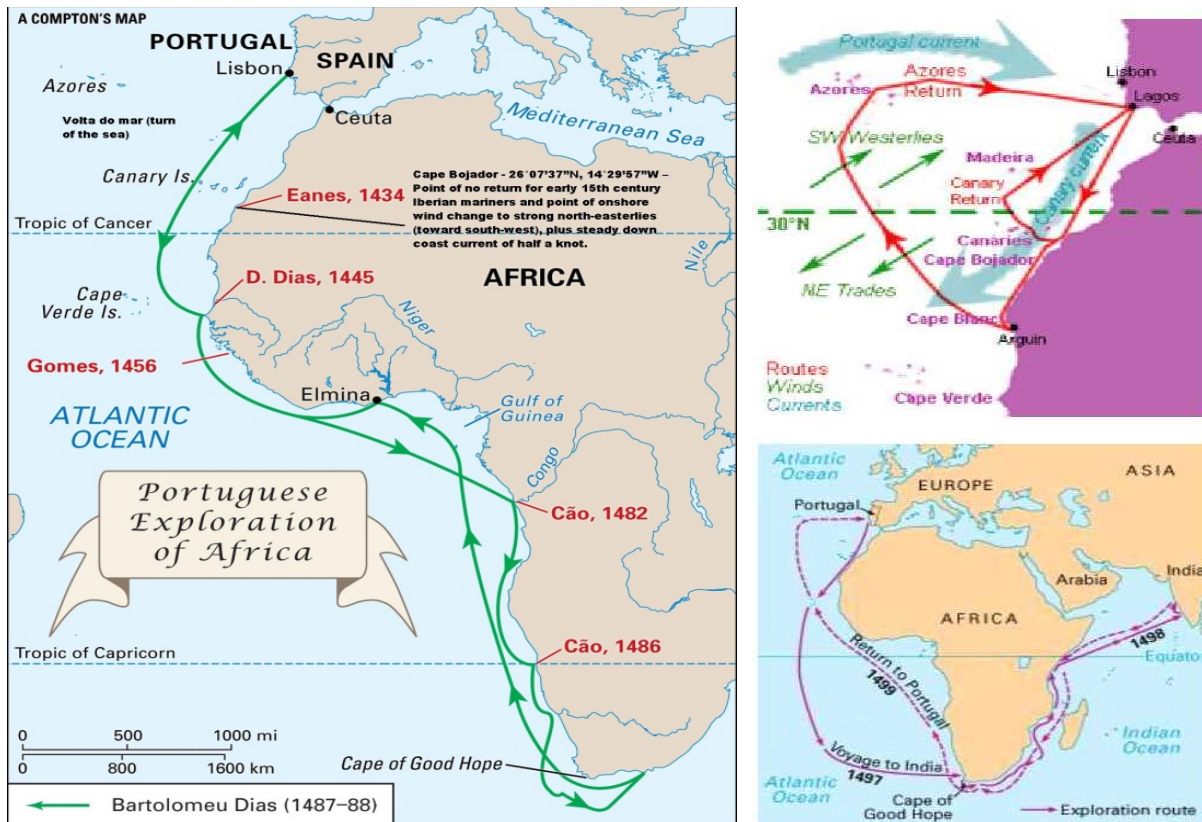 A COMPTON'S MAP
PORTUGAL
SPAIN
Lisbon
Azores
Ceuta
Mediterranean Sea
Volta do mar (turn
of the sea)
Canary Is.
Cape Bojador - 26°07'37"N, 14°29'57"W –
Point of no return for early 15th century
Iberian mariners and point of onshore
wind change to strong north-easterlies
(toward south-west), plus steady down
coast current of half a knot.
Eanes, 1434
Tropic of Cancer
Nile
AFRICA
D. Dias, 1445
Cape
Verde Is.
Niger
Gomes, 1456
Elmina
Gulf of
Guinea
ATLANTIC
OCEAN
Congo
Portuguese
Exploration
of Africa
Cão, 1482
Cão, 1486
Tropic of Capricorn
0 500 1000 mi
0 800 1600 km
Cape of Good Hope
Bartolomeu Dias (1487–88)
Portugal current
Azores
Azores
Return
Lisbon
Lagos
Ceuta
SW Westerlies
Madeira
Canary
Return
Canary current
30°N
Canaries
Cape Bojador
NE Trades
Cape Blanc
Arguin
Routes
Winds
Currents
Cape Verde
Atlantic
Ocean
ASIA
EUROPE
Portugal
Arabia
India
AFRICA
1498
Equato
Return to Portugal
1499
Indian
Ocean
Voyage to India
1497
Atlantic
Ocean
Cape of
Good Hope
Exploration route